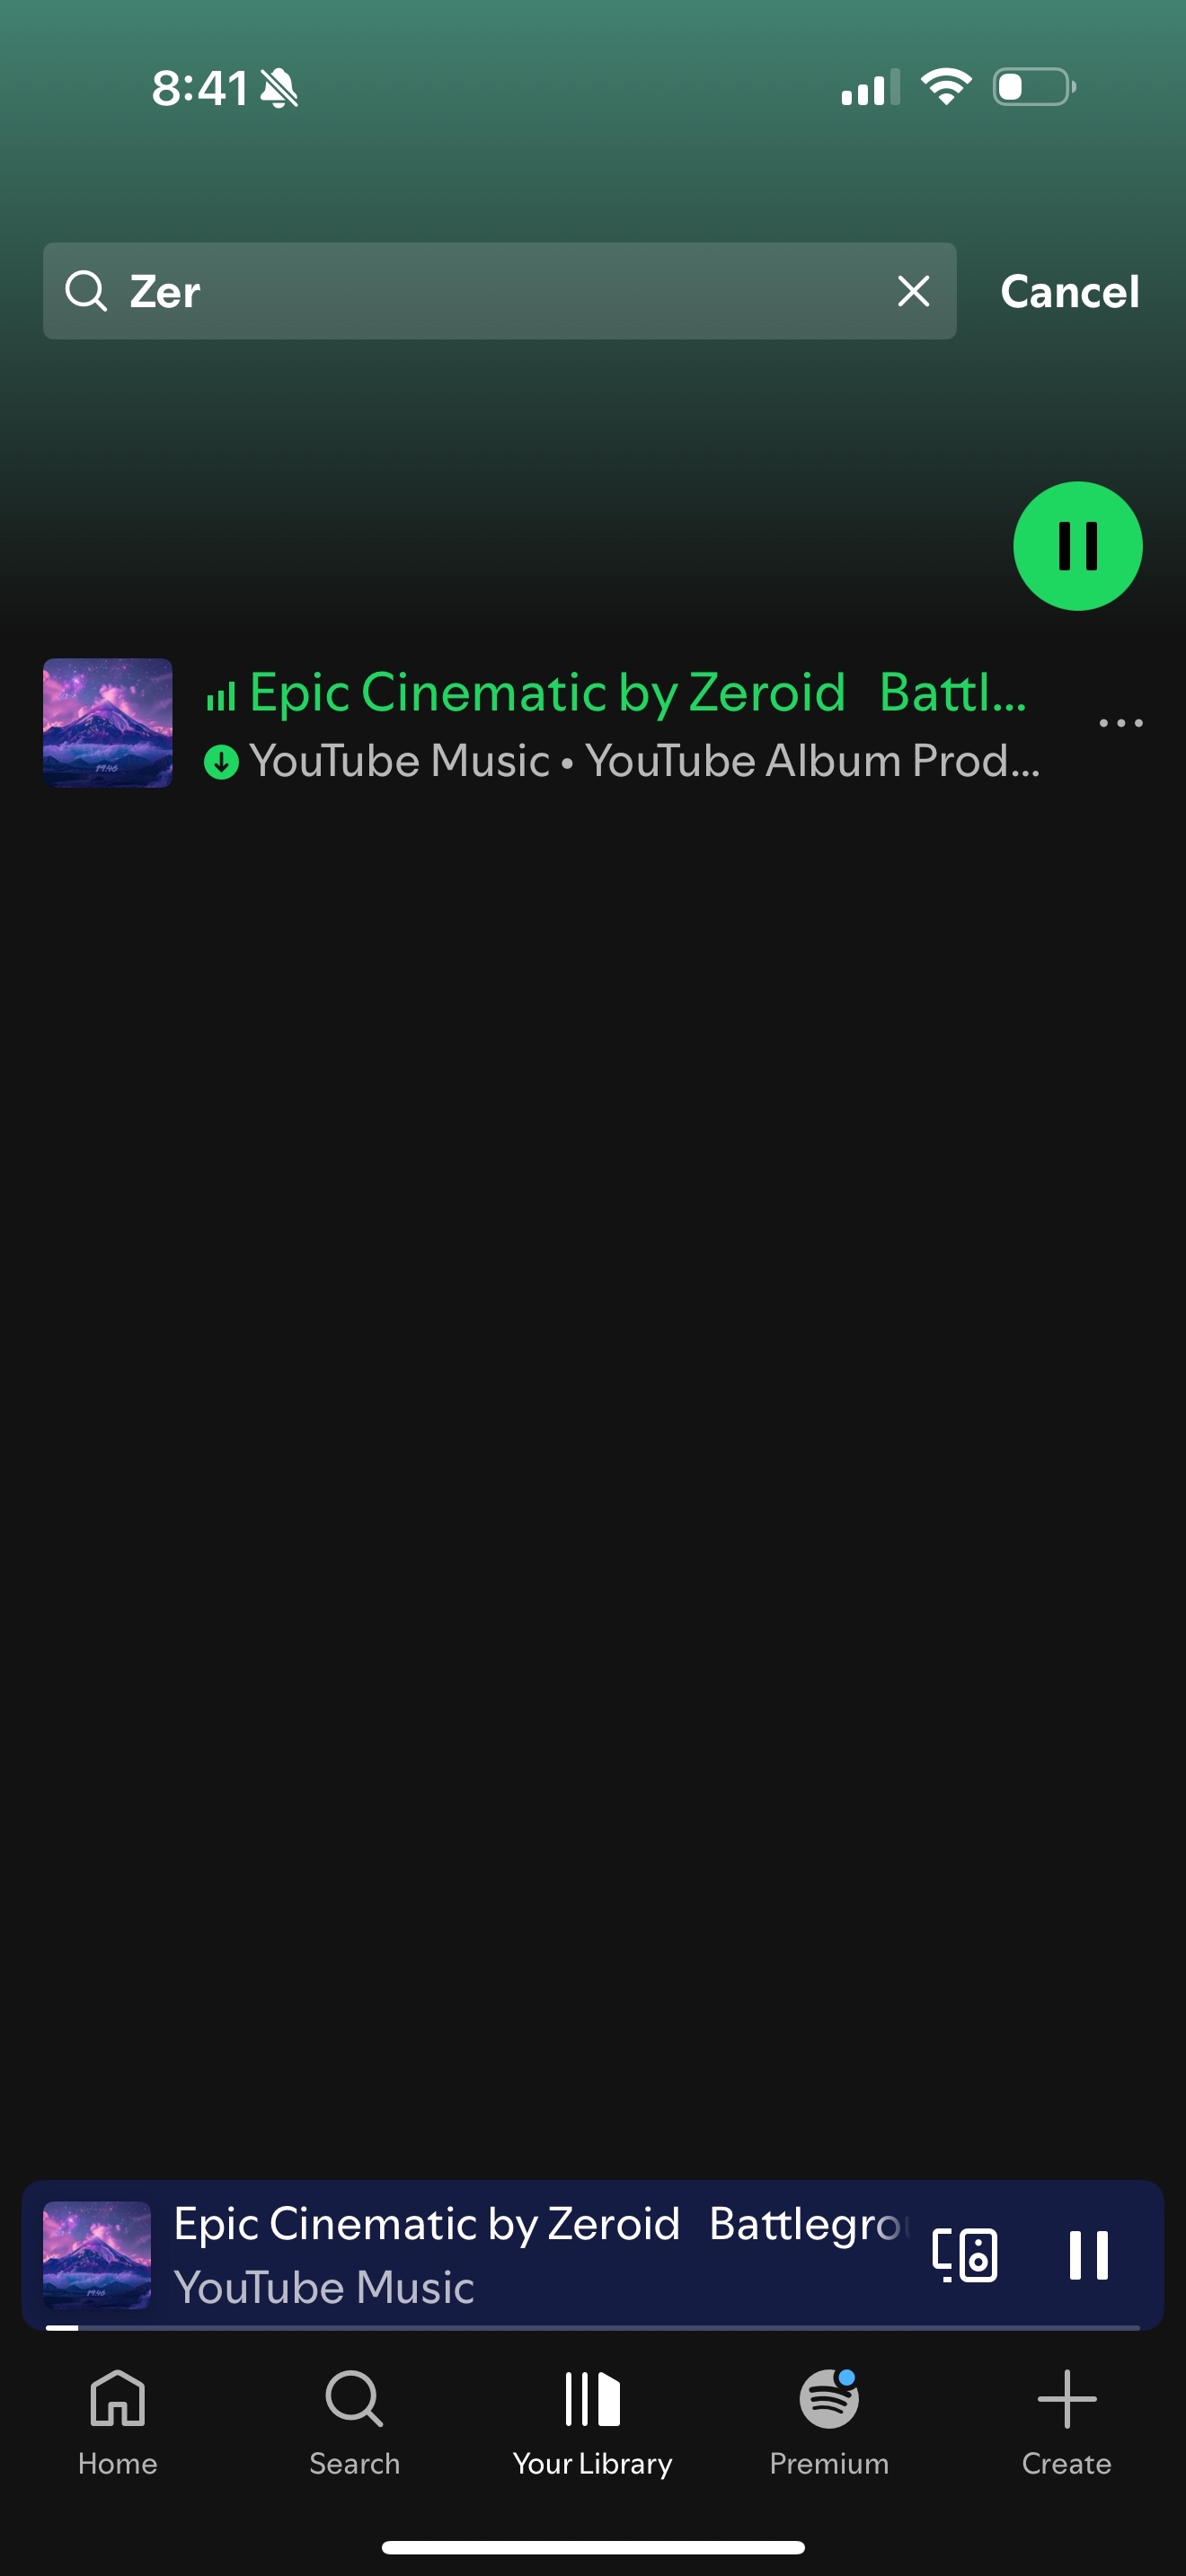 8:41
Zer
Cancel
Epic Cinematic by Zeroid Battl...
YouTube Music • YouTube Album Prod...
Epic Cinematic by Zeroid Battlegro
YouTube Music
Home
Search
Your Library
Premium
Create